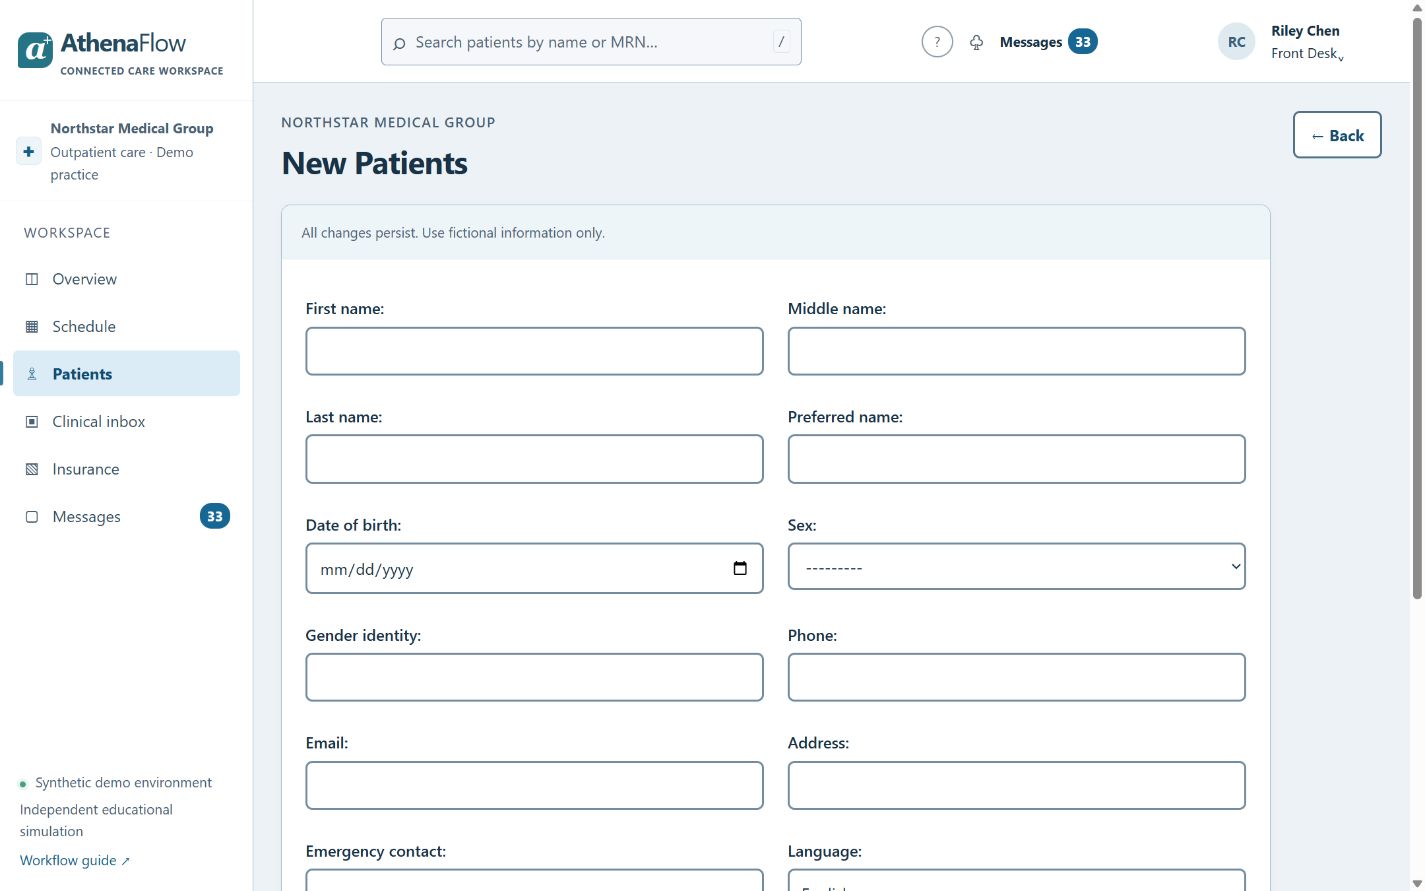 AthenaFlow
CONNECTED CARE WORKSPACE
Search patients by name or MRN...
/
?
Messages 33
RC
Riley Chen
Front Desk
Northstar Medical Group
Outpatient care · Demo
practice
WORKSPACE
Overview
Schedule
Patients
Clinical inbox
Insurance
Messages 33
Synthetic demo environment
Independent educational
simulation
Workflow guide ↗
NORTHSTAR MEDICAL GROUP
New Patients
← Back
All changes persist. Use fictional information only.
First name:
Middle name:
Last name:
Preferred name:
Date of birth:
mm/dd/yyyy
Sex:
---------
Gender identity:
Phone:
Email:
Address:
Emergency contact:
Language: